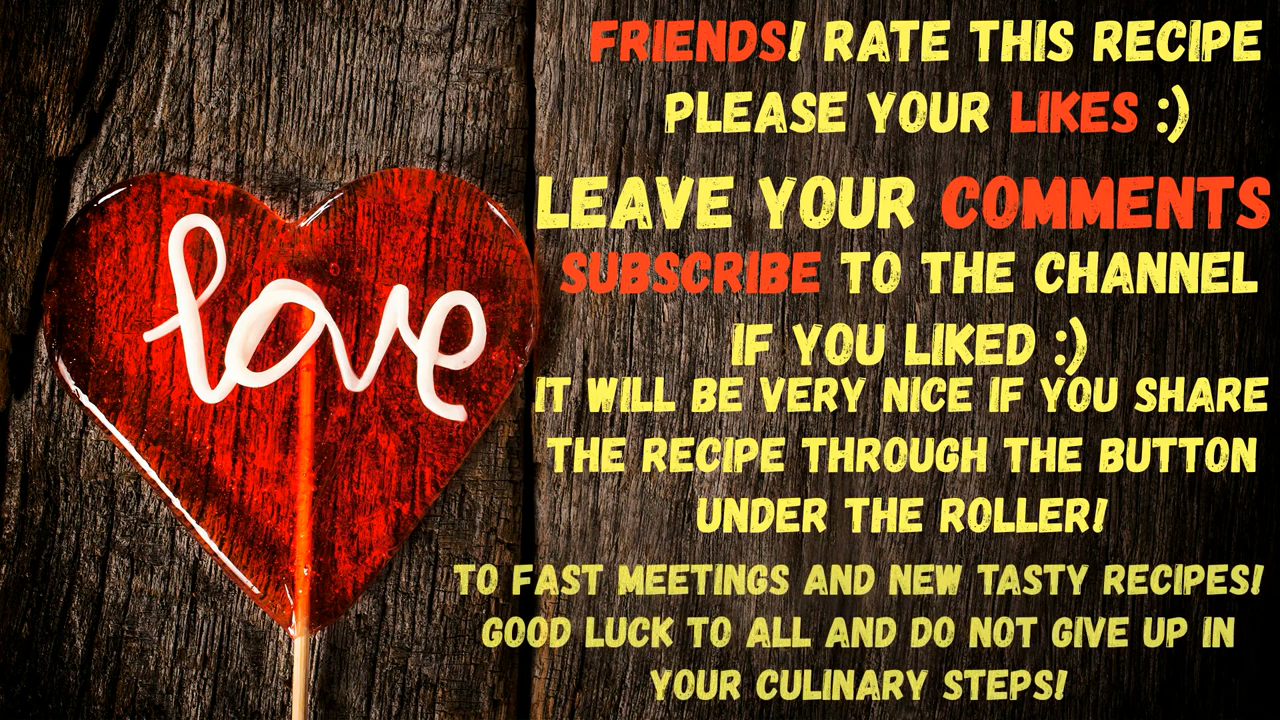 love
FRIENDS! RATE THIS RECIPE
PLEASE YOUR LIKES :)
LEAVE YOUR COMMENTS
SUBSCRIBE TO THE CHANNEL
IF YOU LIKED :)
IT WILL BE VERY NICE IF YOU SHARE
THE RECIPE THROUGH THE BUTTON
UNDER THE ROLLER!
TO FAST MEETINGS AND NEW TASTY RECIPES!
GOOD LUCK TO ALL AND DO NOT GIVE UP IN
YOUR CULINARY STEPS!